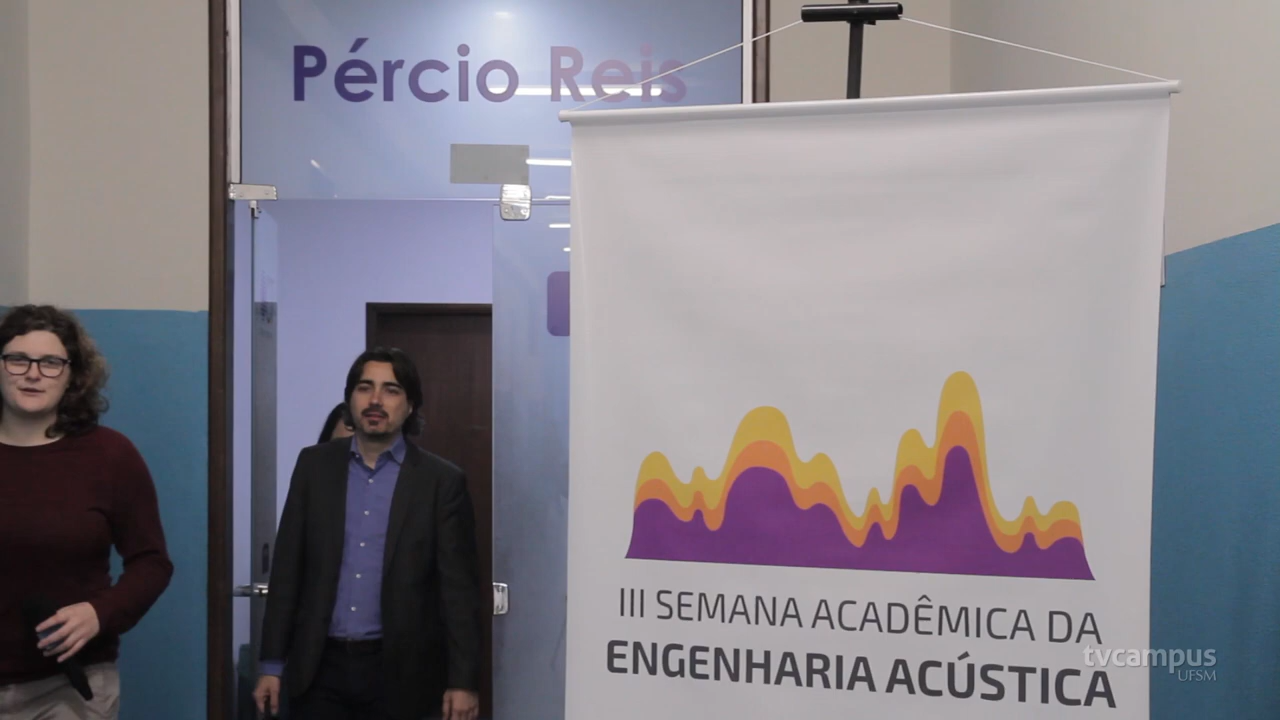 Pércio Reis
III SEMANA ACADÊMICA DA
ENGENHARIA ACÚSTICA
tvcampus
UFSM